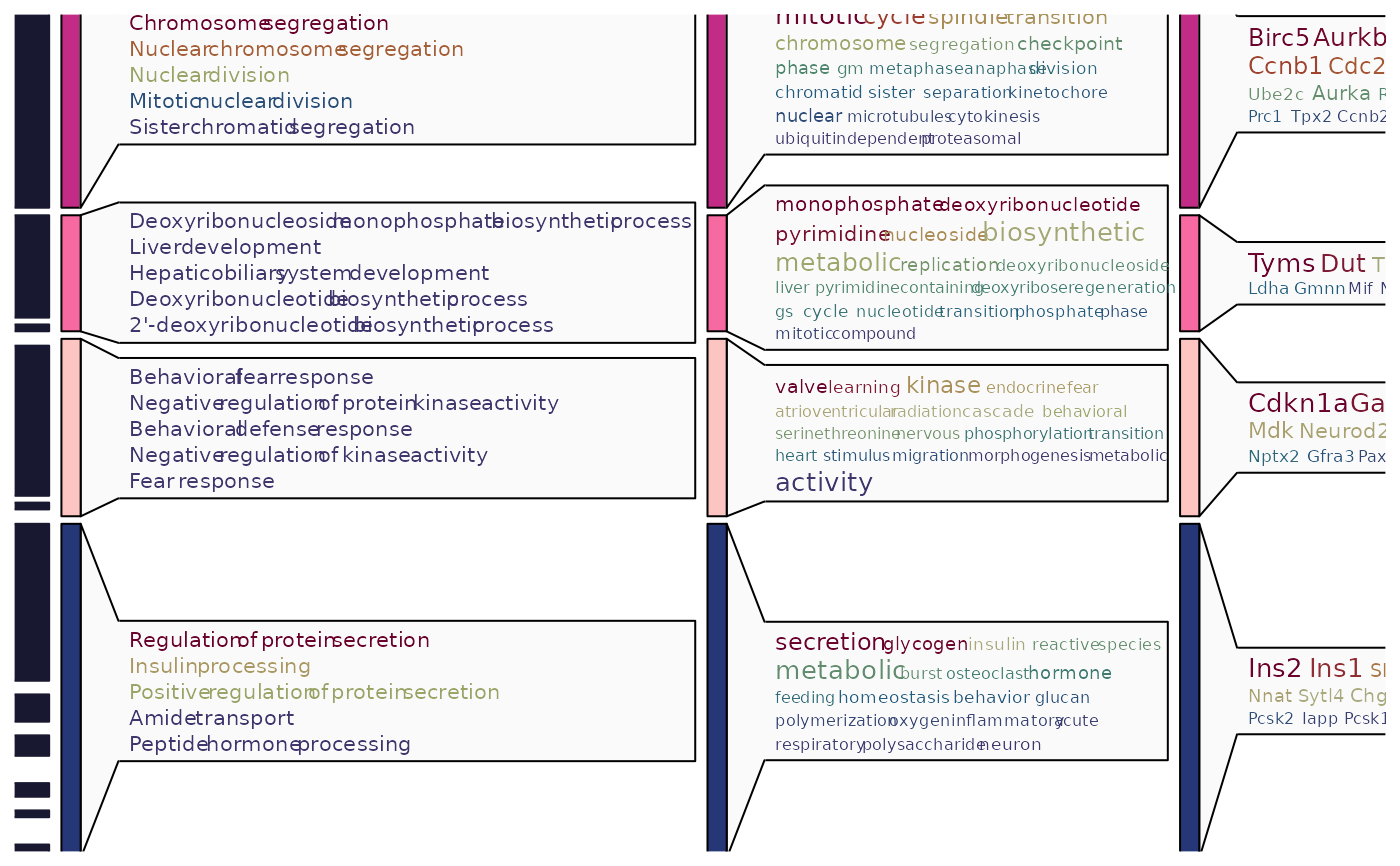 Chromosome segregation
Nuclear chromosome segregation
Nuclear division
Mitotic nuclear division
Sister chromatid segregation
mitotic cycle spindle transition
chromosome segregation checkpoint
phase gm metaphaseanaphase division
chromatid sister separation kinetochore
nuclear microtubules cytokinesis
ubiquitindependent proteasomal
Birc5 Aurkb
Ccnb1 Cdc2
Ube2c Aurka R
Prc1 Tpx2 Ccnb2
Deoxyribonucleoside monophosphate biosynthetic process
Liver development
Hepaticobiliary system development
Deoxyribonucleotide biosynthetic process
2'-deoxyribonucleotide biosynthetic process
monophosphate deoxyribonucleotide
pyrimidine nucleoside biosynthetic
metabolic replication deoxyribonucleoside
liver pyrimidinecontaining deoxyribose regeneration
gs cycle nucleotide transition phosphate phase
mitotic compound
Tyms Dut T
Ldha Gmnn Mif N
Behavioral fear response
Negative regulation of protein kinase activity
Behavioral defense response
Negative regulation of kinase activity
Fear response
valve learning kinase endocrine fear
atrioventricular radiation cascade behavioral
serinethreonine nervous phosphorylation transition
heart stimulus migration morphogenesis metabolic
activity
Cdkn1a Ga
Mdk Neurod2
Nptx2 Gfra3 Pax
Regulation of protein secretion
Insulin processing
Positive regulation of protein secretion
Amide transport
Peptide hormone processing
secretion glycogen insulin reactive species
metabolic burst osteoclast hormone
feeding homeostasis behavior glucan
polymerization oxygen inflammatory acute
respiratory polysaccharide neuron
Ins2 Ins1
Nnat Sytl4 Chg
Pcsk2 Iapp Pcsk1